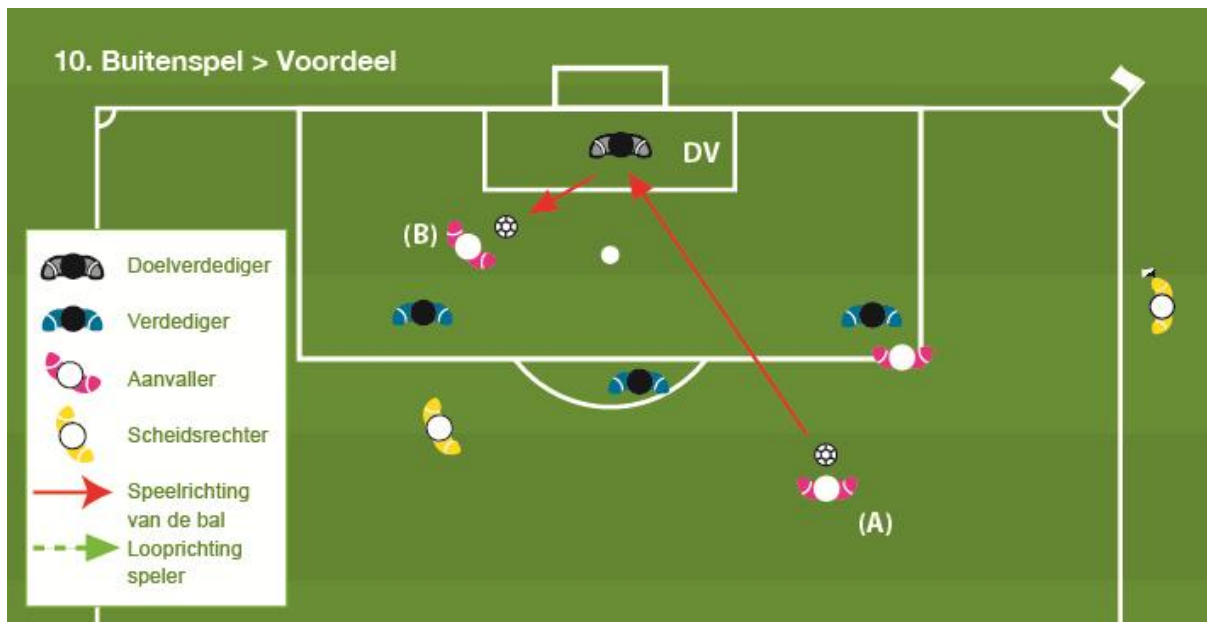 10. Buitenspel > Voordeel
DV
(B)
Doelverdediger
Verdediger
Aanvaller
Scheidsrechter
Speelrichting
van de bal
Looprichting
speler
(A)